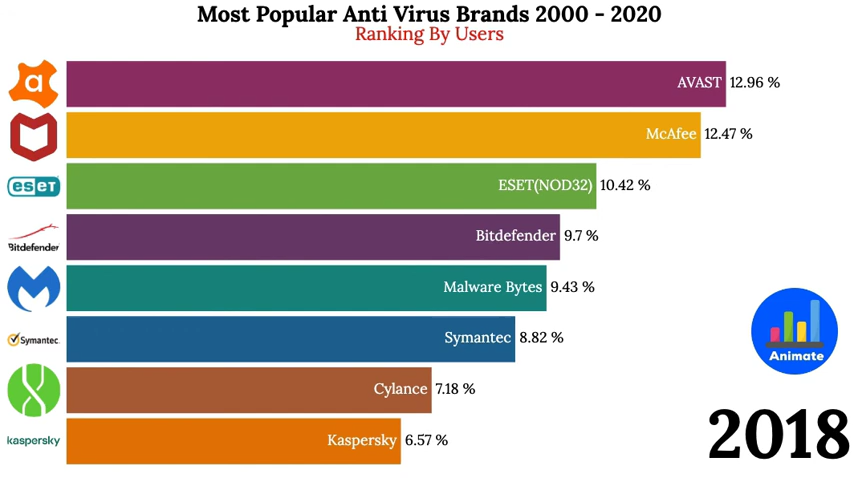 Most Popular Anti Virus Brands 2000 - 2020
Ranking By Users
a AVAST 12.96 %
McAfee 12.47 %
eseT ESET(NOD32) 10.42 %
Bitdefender Bitdefender 9.7 %
Malware Bytes 9.43 %
Symantec. Symantec 8.82 %
Cylance 7.18 %
kaspersky Kaspersky 6.57 %
Animate
2018